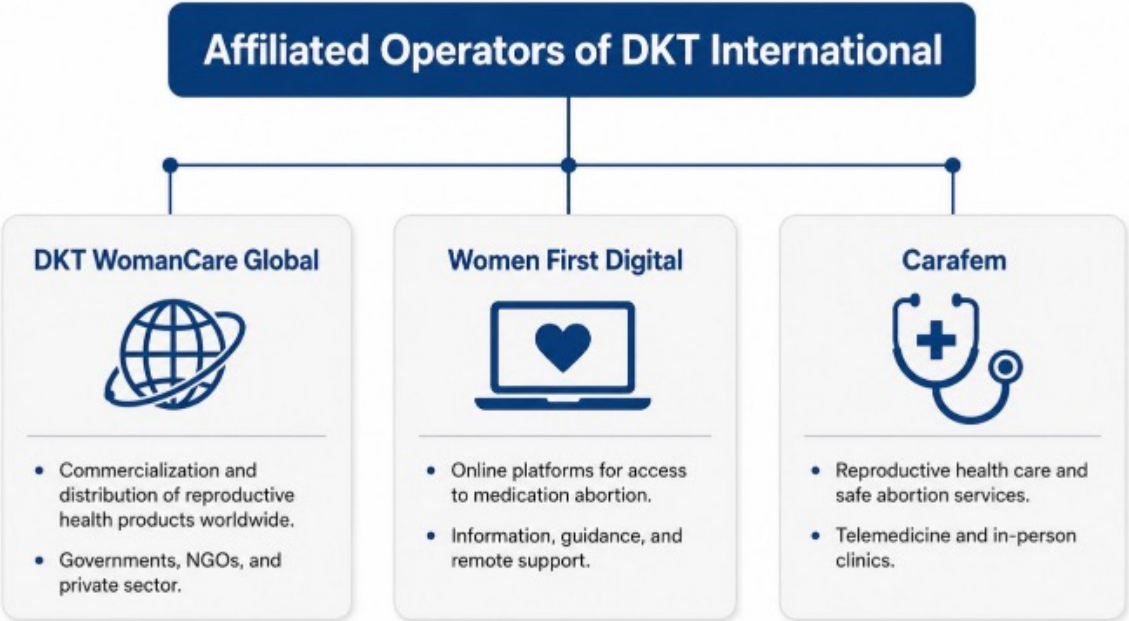 Affiliated Operators of DKT International
DKT WomanCare Global
• Commercialization and
distribution of reproductive
health products worldwide.
• Governments, NGOs, and
private sector.
Women First Digital
• Online platforms for access
to medication abortion.
• Information, guidance, and
remote support.
Carafem
• Reproductive health care and
safe abortion services.
• Telemedicine and in-person
clinics.